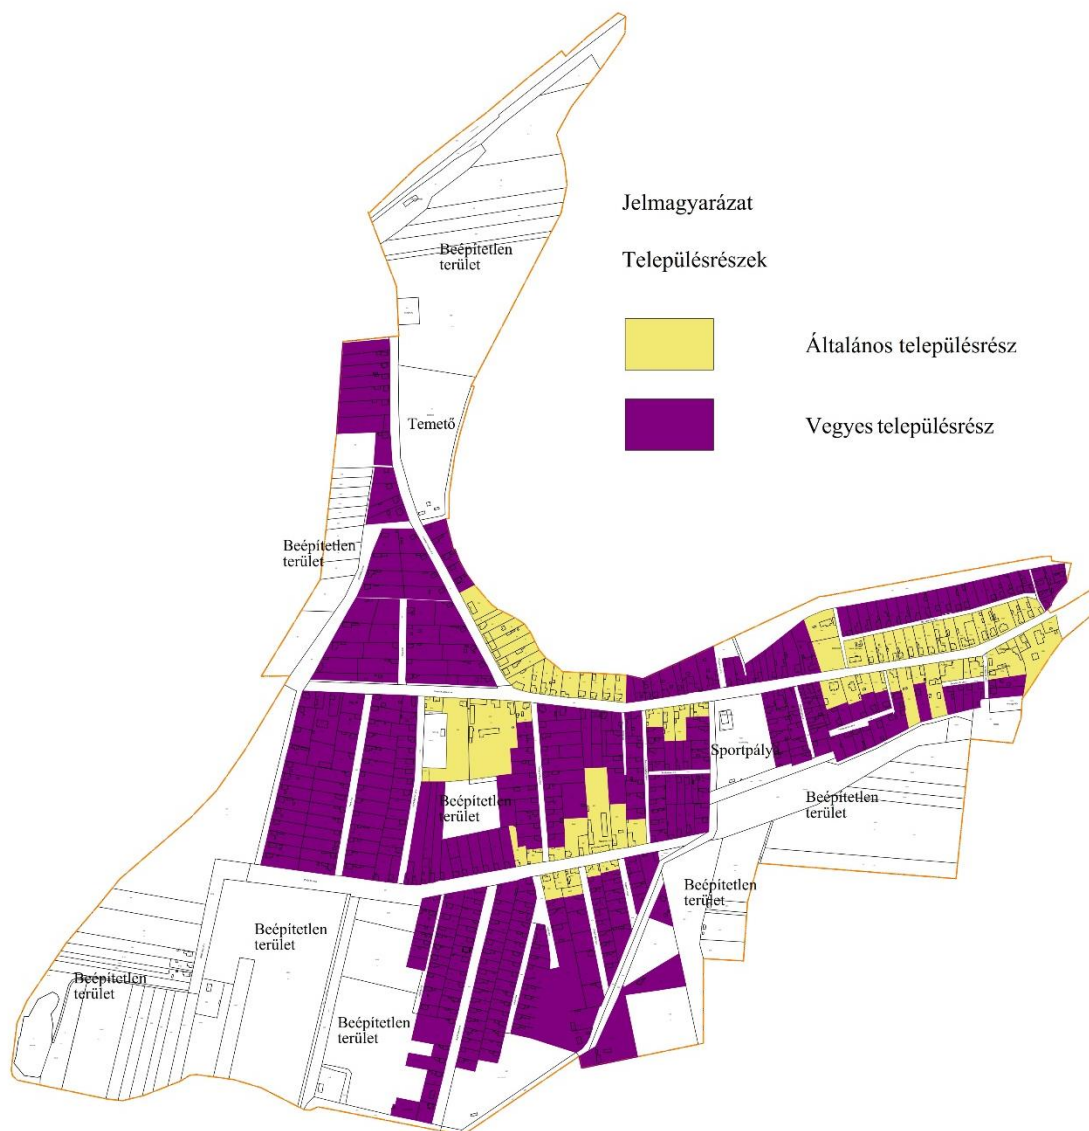 Jelmagyarázat
Településrészek
Általános településrész
Vegyes településrész
Beépítetlen
terület
Temető
Beépítetlen
terület
Sportpálya
Beépítetlen
terület
Beépítetlen
terület
Beépítetlen
terület
Beépítetlen
terület
Beépítetlen
terület
Beépítetlen
terület